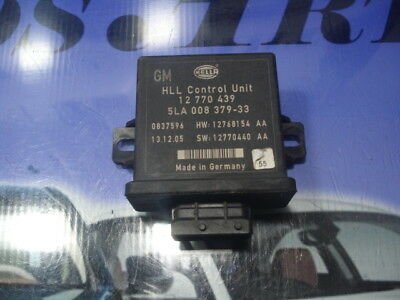 GM HELLA
HLL Control Unit
12 770 439
5LA 008 379-33
0837596 HW: 12768154 AA
13.12.05 SW: 12770440 AA
Made in Germany
55